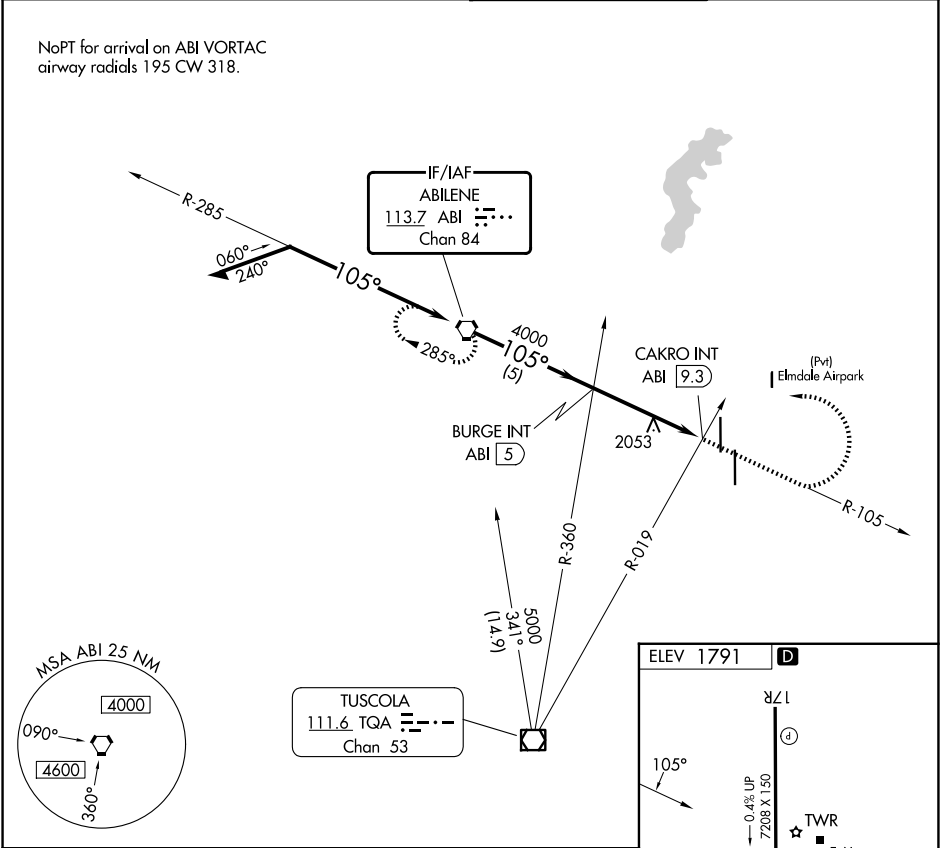 NoPT for arrival on ABI VORTAC
airway radials 195 CW 318.
IF/IAF
ABILENE
113.7 ABI
Chan 84
R-285
060°
240°
105°
285°
4000
105°
(5)
CAKRO INT
ABI 9.3
(Pvt)
Elmdale Airpark
BURGE INT
ABI 5
2053
R-105
R-360
R-019
5000
341°
(14.9)
MSA ABI 25 NM
4000
090°
4600
360°
TUSCOLA
111.6 TQA
Chan 53
ELEV 1791 D
17R
P
105°
0.4% UP
7208 X 150
TWR